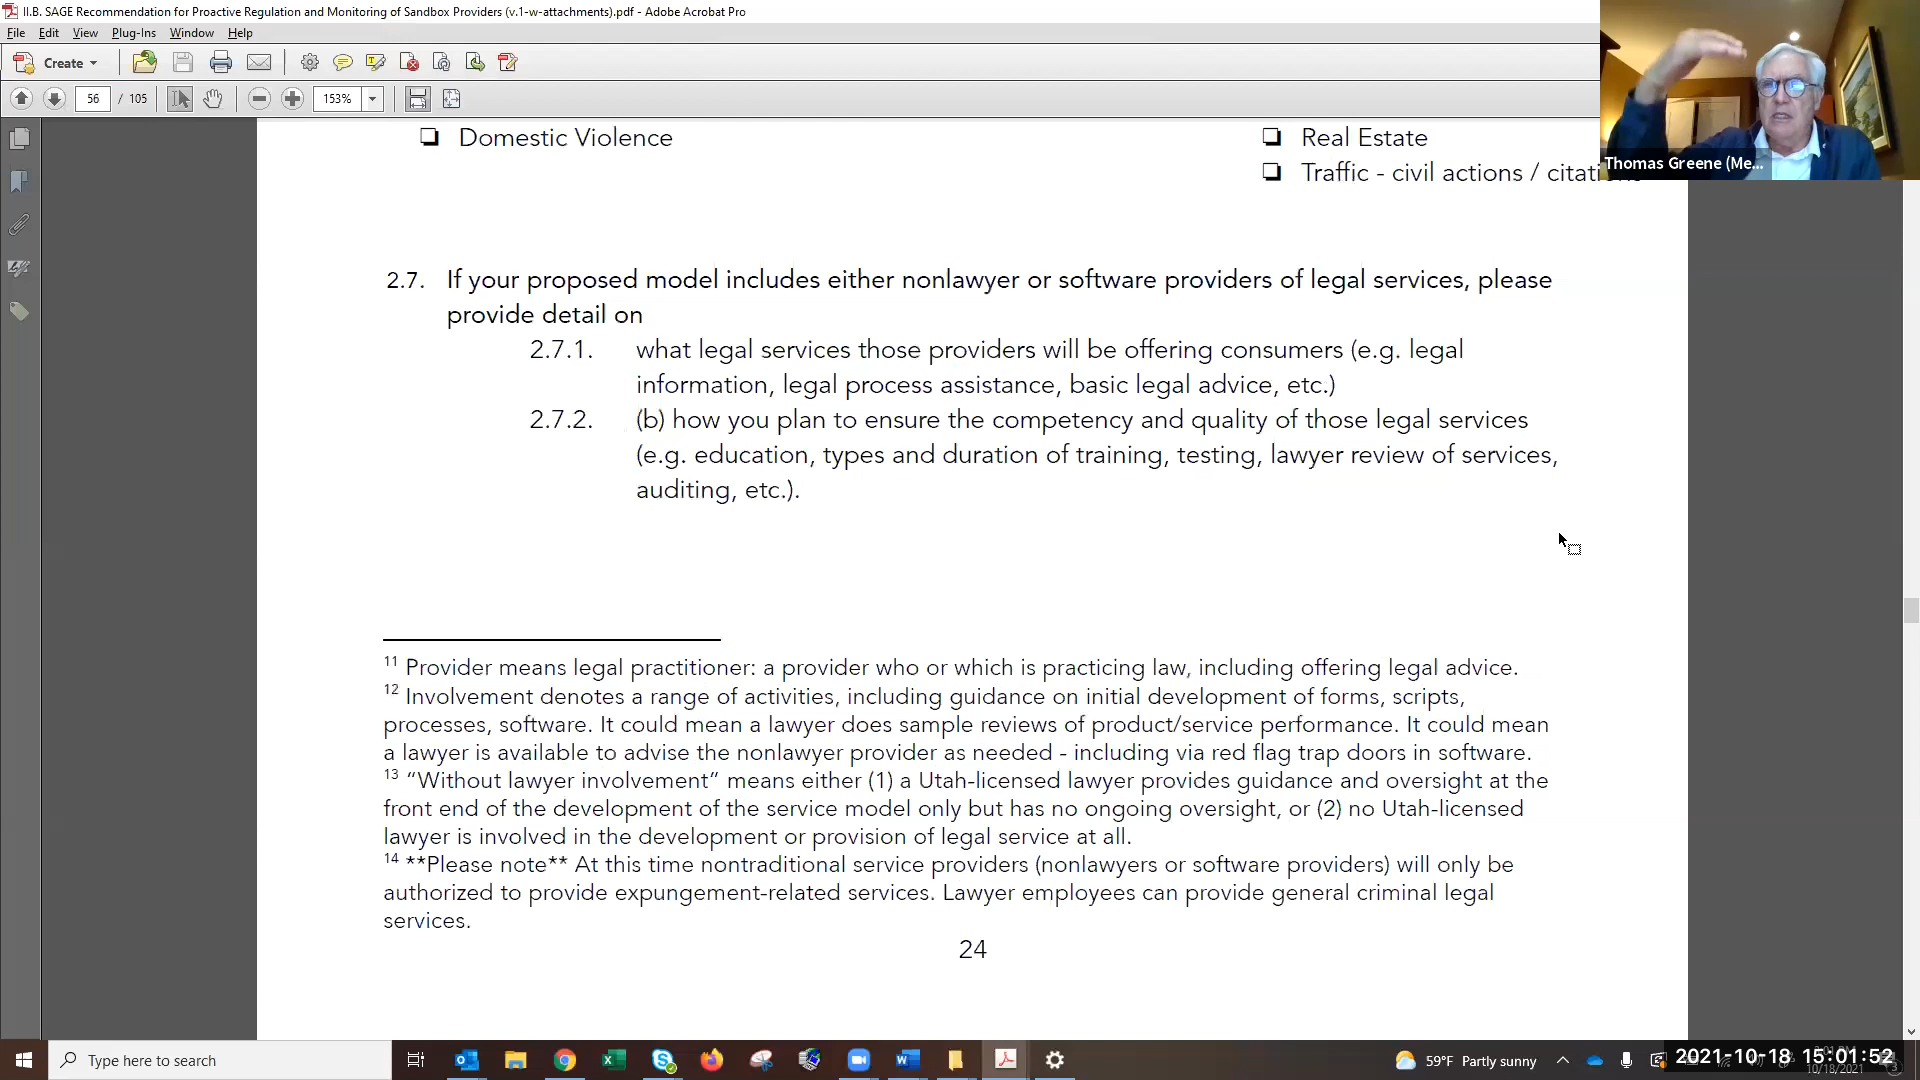 II.B. SAGE Recommendation for Proactive Regulation and Monitoring of Sandbox Providers (v.1-w-attachments).pdf - Adobe Acrobat Pro
File Edit View Plug-Ins Window Help
Create
56 / 105 153%
Thomas Greene (Me...
❏ Domestic Violence
❏ Real Estate
❏ Traffic - civil actions /
2.7. If your proposed model includes either nonlawyer or software providers of legal services, please
provide detail on
2.7.1. what legal services those providers will be offering consumers (e.g. legal
information, legal process assistance, basic legal advice, etc.)
2.7.2. (b) how you plan to ensure the competency and quality of those legal services
(e.g. education, types and duration of training, testing, lawyer review of services,
auditing, etc.).
11 Provider means legal practitioner: a provider who or which is practicing law, including offering legal advice.
12 Involvement denotes a range of activities, including guidance on initial development of forms, scripts,
processes, software. It could mean a lawyer does sample reviews of product/service performance. It could mean
a lawyer is available to advise the nonlawyer provider as needed - including via red flag trap doors in software.
13 “Without lawyer involvement” means either (1) a Utah-licensed lawyer provides guidance and oversight at the
front end of the development of the service model only but has no ongoing oversight, or (2) no Utah-licensed
lawyer is involved in the development or provision of legal service at all.
14 **Please note** At this time nontraditional service providers (nonlawyers or software providers) will only be
authorized to provide expungement-related services. Lawyer employees can provide general criminal legal
services.
24
Type here to search
59°F Partly sunny
2021-10-18 15:01:52
10/18/2021